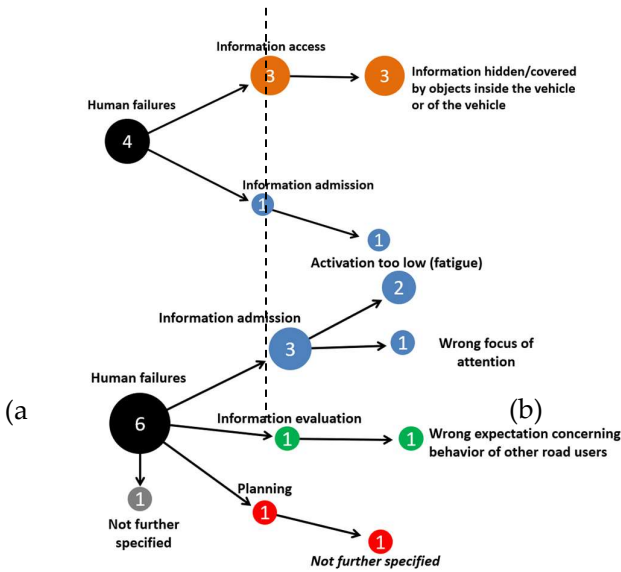 Information access
3
3
Information hidden/covered
by objects inside the vehicle
or of the vehicle
Human failures
4
Information admission
1
1
Activation too low (fatigue)
2
Information admission
3
1
Wrong focus of
attention
Human failures
(a
(b)
6
Information evaluation
1
1
Wrong expectation concerning
behavior of other road users
1
Not further
specified
Planning
1
1
Not further specified